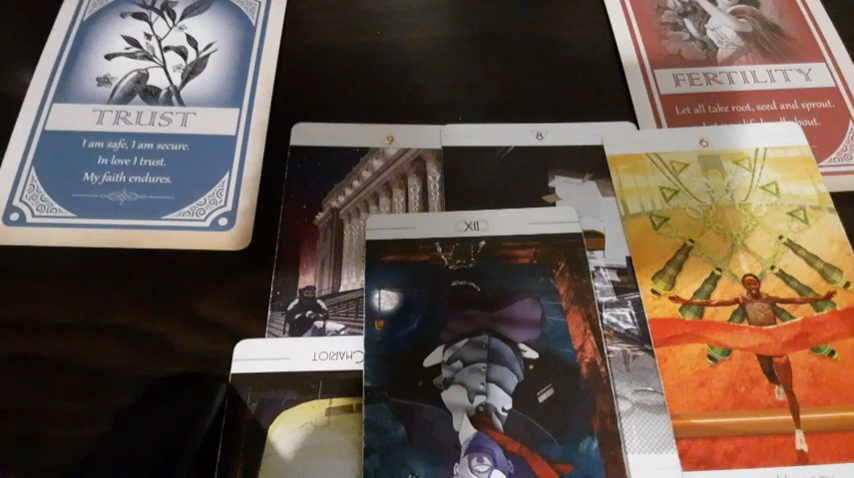 TRUST
I am safe, I am secure.
In love I trust.
My faith endures.
FERTILITY
Let all take root, seed and sprout.
9
8
6
XII
CHARIOT